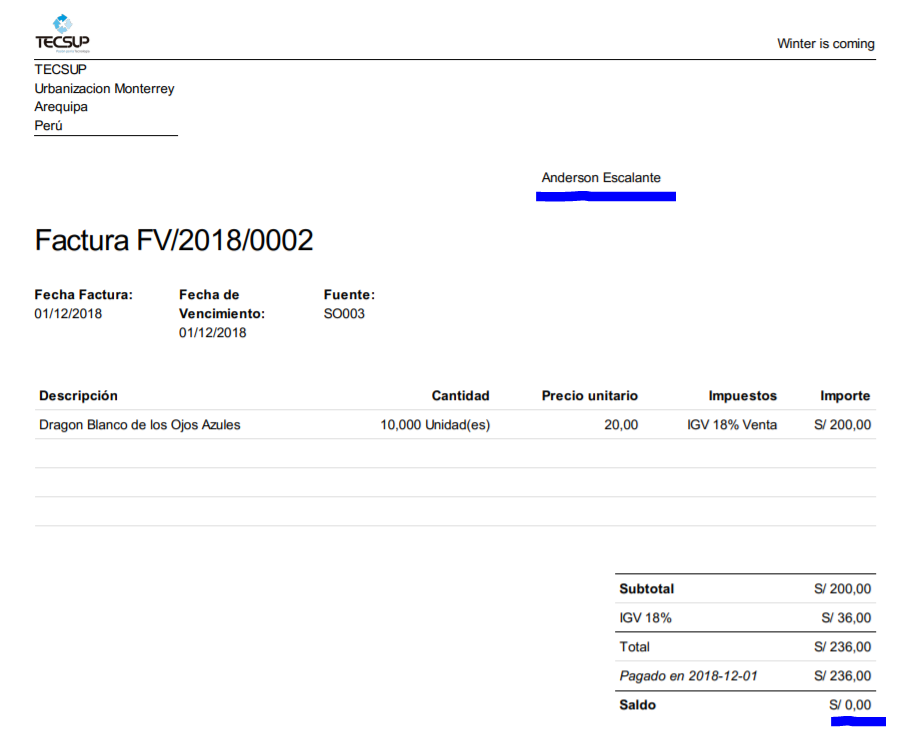 TECSUP
Winter is coming
TECSUP
Urbanizacion Monterrey
Arequipa
Perú
Anderson Escalante
Factura FV/2018/0002
Fecha Factura: Fecha de Fuente:
01/12/2018 Vencimiento: SO003
01/12/2018
Descripción Cantidad Precio unitario Impuestos Importe
Dragon Blanco de los Ojos Azules 10,000 Unidad(es) 20,00 IGV 18% Venta S/ 200,00
Subtotal S/ 200,00
IGV 18% S/ 36,00
Total S/ 236,00
Pagado en 2018-12-01 S/ 236,00
Saldo S/ 0,00